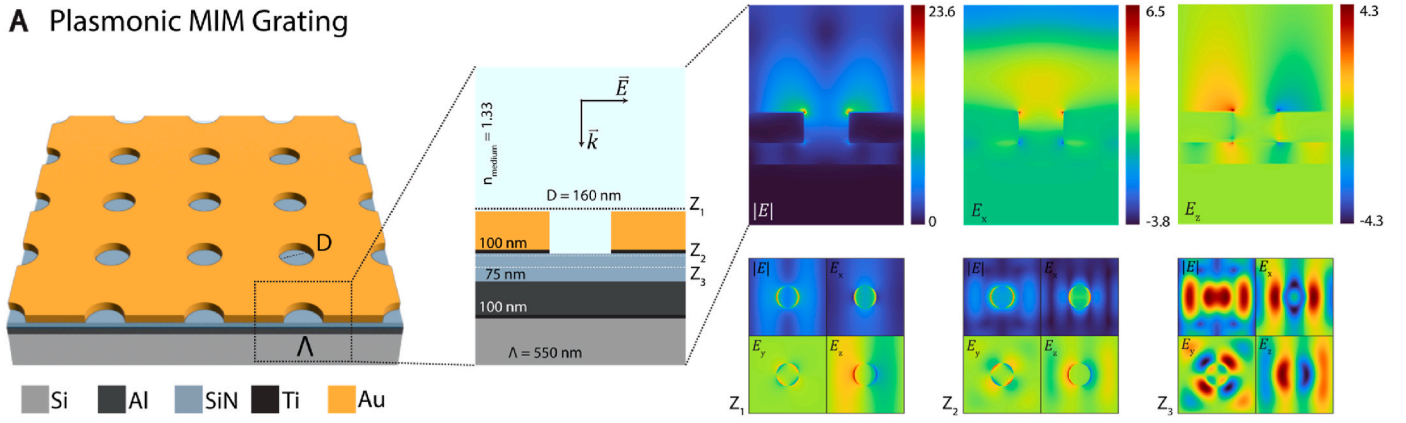 A Plasmonic MIM Grating
D
Λ
Si
Al
SiN
Ti
Au
n medium = 1.33
E⃗
k⃗
D = 160 nm
Z1
100 nm
Z2
75 nm
Z3
100 nm
Λ = 550 nm
23.6
|E|
0
6.5
Ex
-3.8
4.3
Ez
-4.3
|E|
Ex
Ey
Ez
Z1
|E|
Ex
Ey
Ez
Z2
|E|
Ex
Ey
Ez
Z3